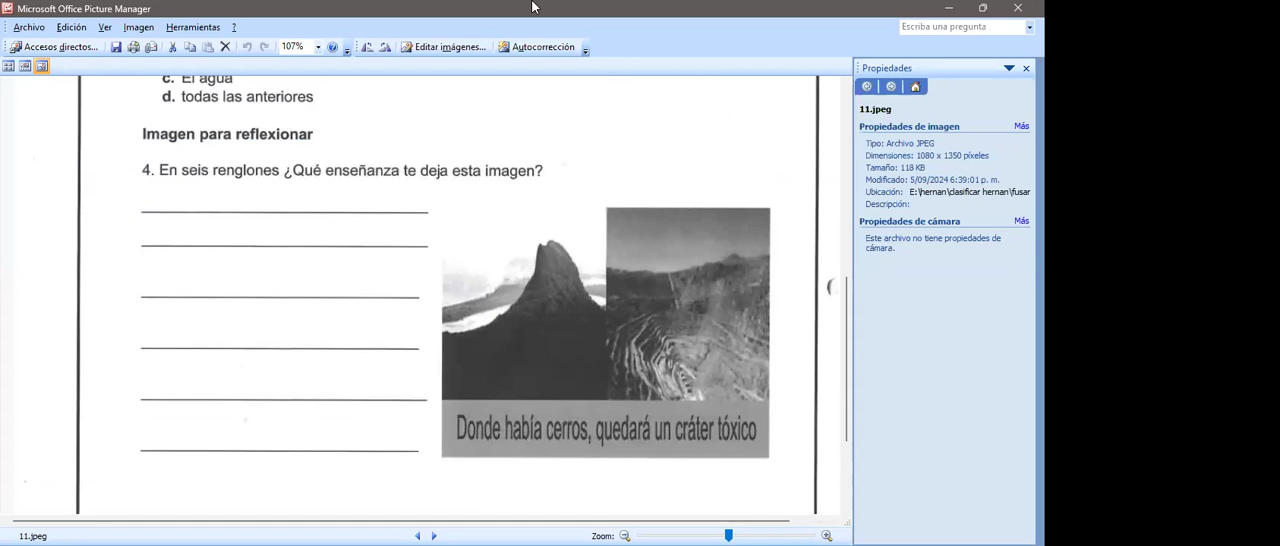 Microsoft Office Picture Manager
Archivo Edición Ver Imagen Herramientas ?
Escriba una pregunta
Accesos directos... 107% Editar imágenes... Autocorrección
c. El agua
d. todas las anteriores
Imagen para reflexionar
4. En seis renglones ¿Qué enseñanza te deja esta imagen?
Donde había cerros, quedará un cráter tóxico
Propiedades
11.jpeg
Propiedades de imagen Más
Tipo: Archivo JPEG
Dimensiones: 1080 x 1350 píxeles
Tamaño: 118 KB
Modificado: 5/09/2024 6:39:01 p. m.
Ubicación: E:\hernan\clasificar hernan\fusar
Descripción:
Propiedades de cámara Más
Este archivo no tiene propiedades de
cámara.
11.jpeg
Zoom: